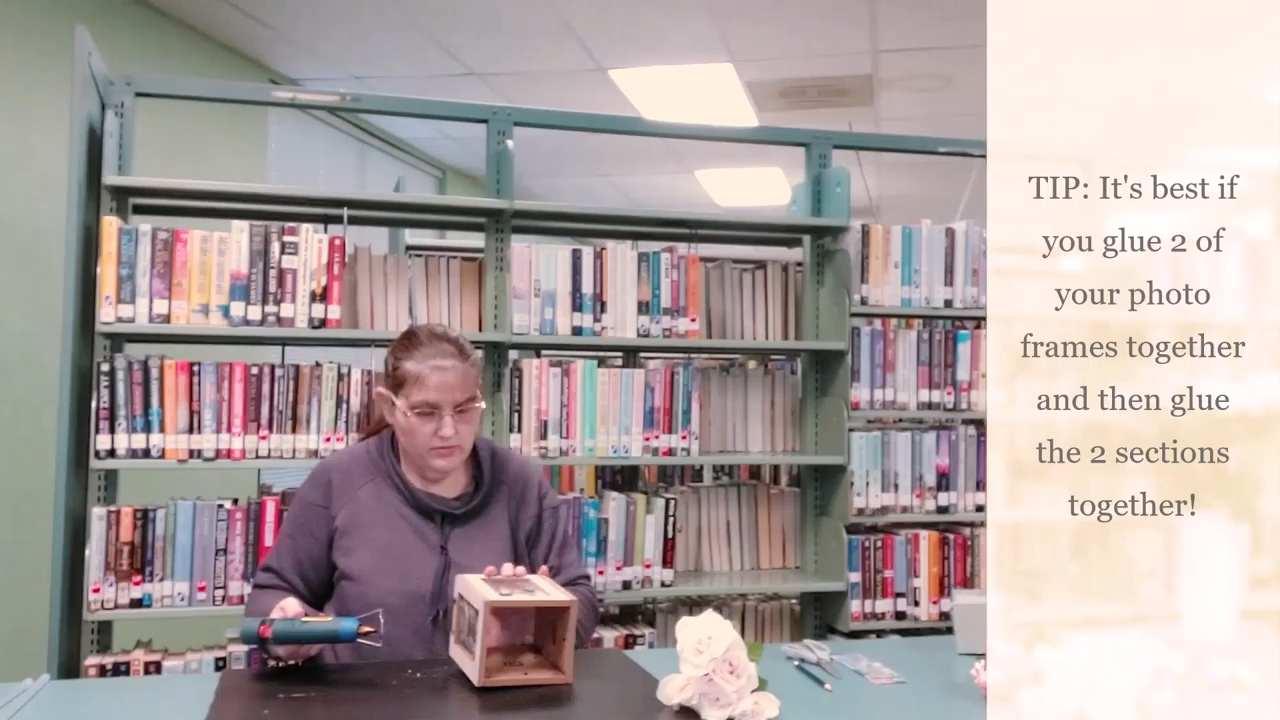 TIP: It's best if
you glue 2 of
your photo
frames together
and then glue
the 2 sections
together!